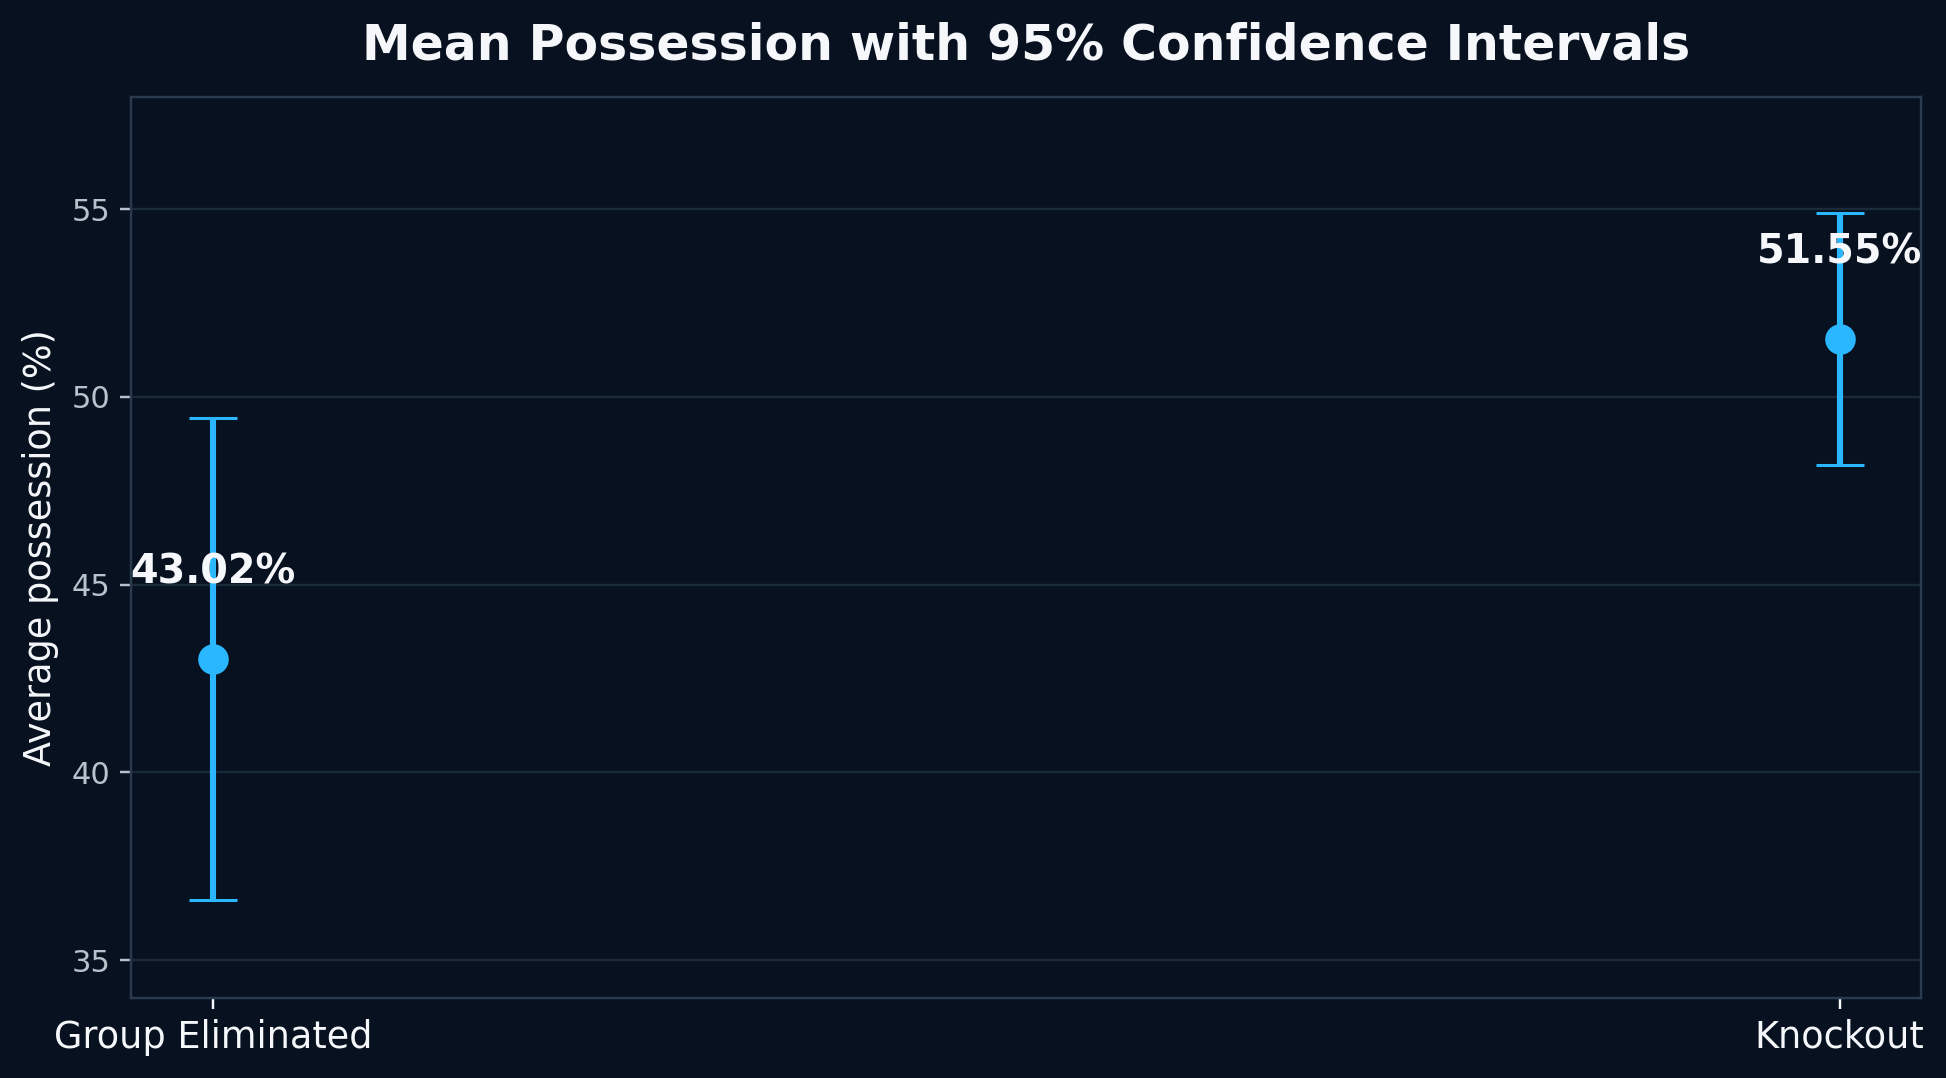 Mean Possession with 95% Confidence Intervals
Average possession (%)
55
50
45
40
35
51.55%
43.02%
Group Eliminated
Knockout